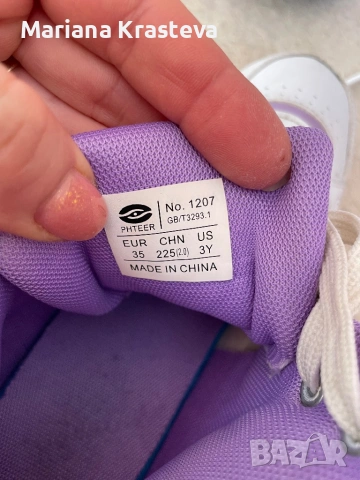 Mariana Krasteva
PHTEER
No. 1207
GB/T3293.1
EUR CHN US
35 225(2.0) 3Y
MADE IN CHINA
BAZAR
bg